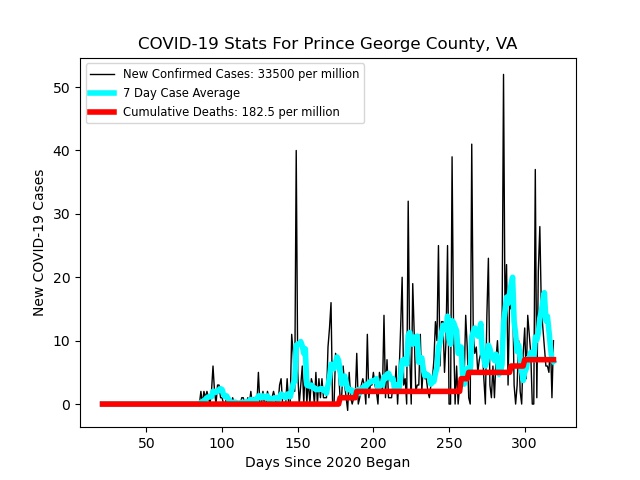 COVID-19 Stats For Prince George County, VA
New Confirmed Cases: 33500 per million
7 Day Case Average
Cumulative Deaths: 182.5 per million
New COVID-19 Cases
50
40
30
20
10
0
50 100 150 200 250 300
Days Since 2020 Began